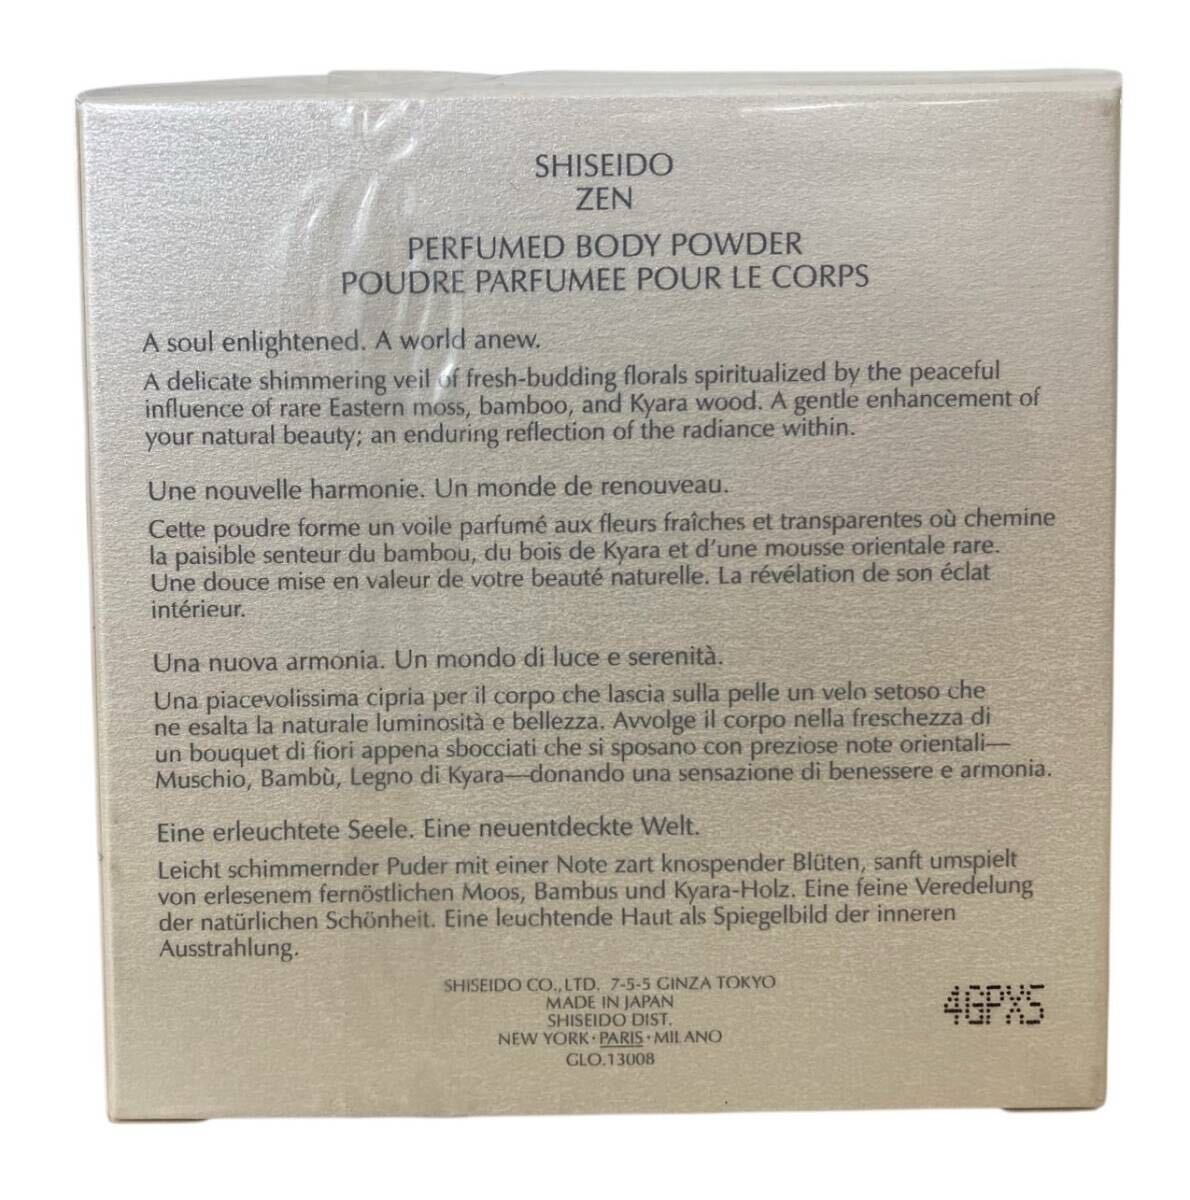 SHISEIDO
ZEN
PERFUMED BODY POWDER
POUDRE PARFUMEE POUR LE CORPS
A soul enlightened. A world anew.
A delicate shimmering veil of fresh-budding florals spiritualized by the peaceful
influence of rare Eastern moss, bamboo, and Kyara wood. A gentle enhancement of
your natural beauty; an enduring reflection of the radiance within.
Une nouvelle harmonie. Un monde de renouveau.
Cette poudre forme un voile parfumé aux fleurs fraîches et transparentes où chemine
la paisible senteur du bambou, du bois de Kyara et d'une mousse orientale rare.
Une douce mise en valeur de votre beauté naturelle. La révélation de son éclat
intérieur.
Una nuova armonia. Un mondo di luce e serenità.
Una piacevolissima cipria per il corpo che lascia sulla pelle un velo setoso che
ne esalta la naturale luminosità e bellezza. Avvolge il corpo nella freschezza di
un bouquet di fiori appena sbocciati che si sposano con preziose note orientali—
Muschio, Bambù, Legno di Kyara—donando una sensazione di benessere e armonia.
Eine erleuchtete Seele. Eine neuentdeckte Welt.
Leicht schimmernder Puder mit einer Note zart knospender Blüten, sanft umspielt
von erlesenem fernöstlichen Moos, Bambus und Kyara-Holz. Eine feine Veredelung
der natürlichen Schönheit. Eine leuchtende Haut als Spiegelbild der inneren
Ausstrahlung.
SHISEIDO CO.,LTD. 7-5-5 GINZA TOKYO
MADE IN JAPAN
SHISEIDO DIST.
NEW YORK·PARIS·MILANO
GLO.13008
4GPXS